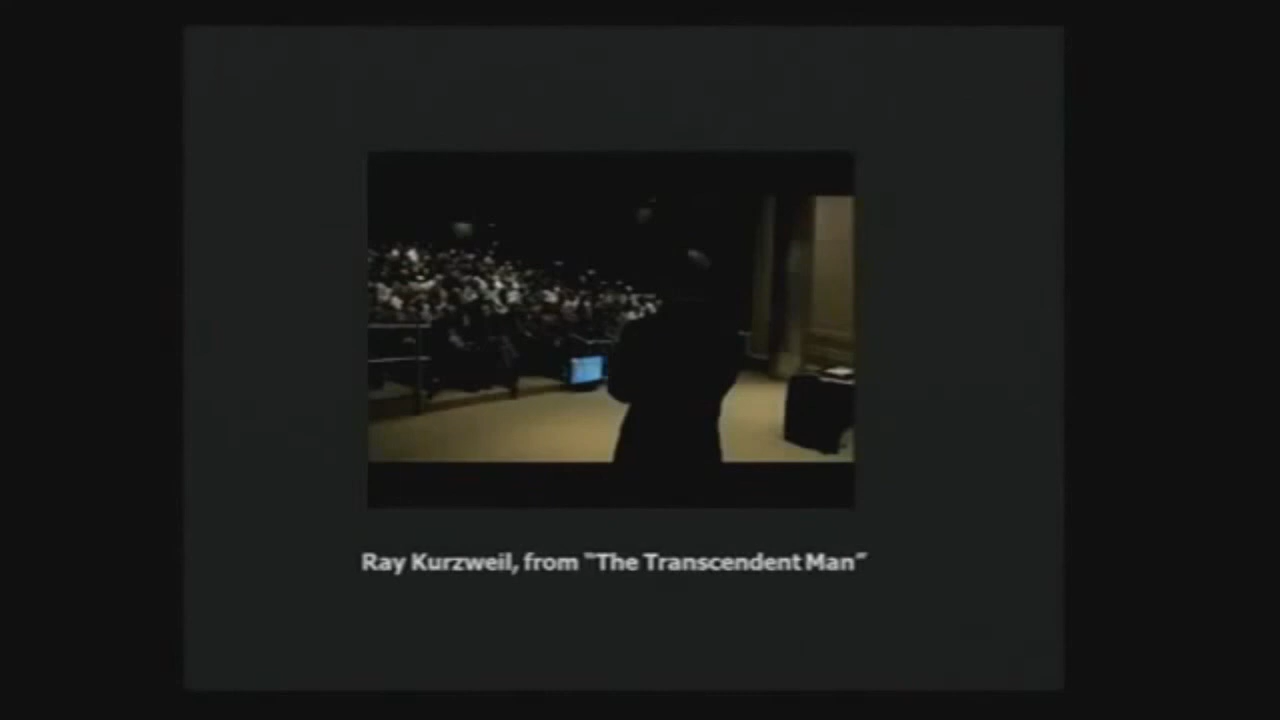 Ray Kurzweil, from “The Transcendent Man”